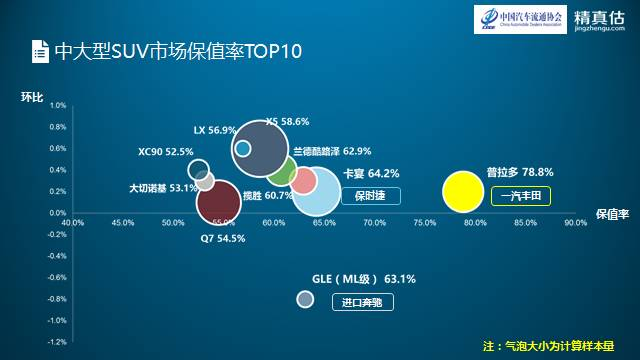 中国汽车流通协会
China Automobile Dealers Association
精真估
jingzhengu.com
中大型SUV市场保值率TOP10
环比
1.0%
0.8%
0.6%
0.4%
0.2%
0.0%
-0.2%
-0.4%
-0.6%
-0.8%
-1.0%
-1.2%
40.0%
45.0%
50.0%
55.0%
60.0%
65.0%
70.0%
75.0%
80.0%
85.0%
90.0%
保值率
X5 58.6%
LX 56.9%
XC90 52.5%
兰德酷路泽 62.9%
大切诺基 53.1%
揽胜 60.7%
卡宴 64.2%
保时捷
普拉多 78.8%
一汽丰田
Q7 54.5%
GLE（ML级）63.1%
进口奔驰
注：气泡大小为计算样本量